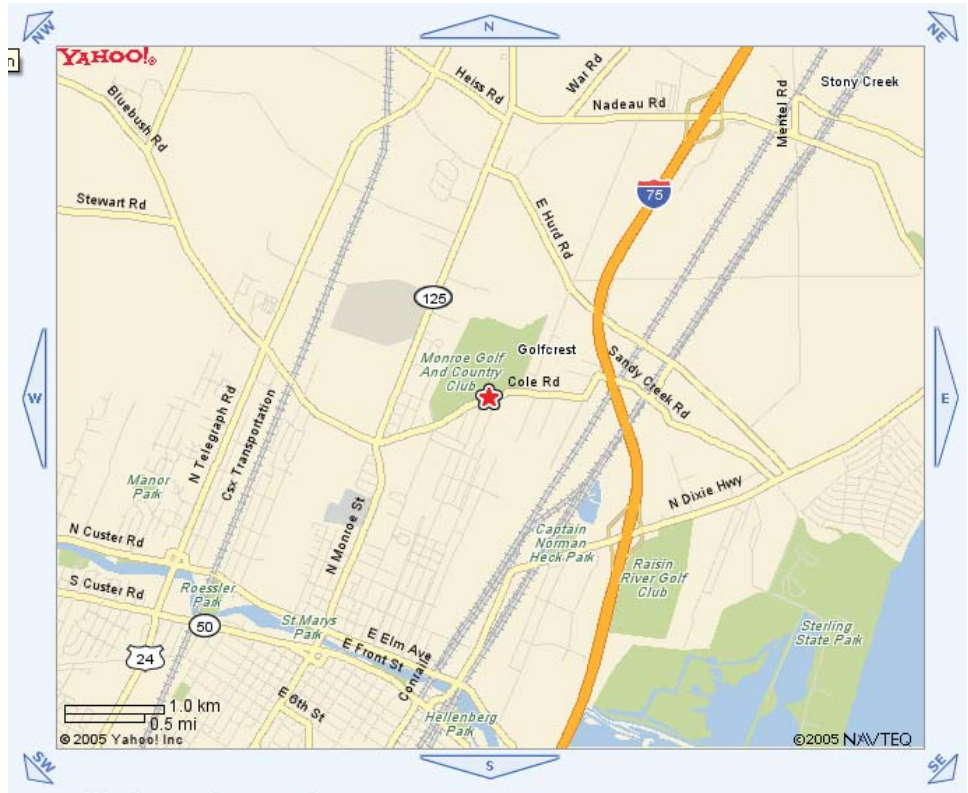 NW
N
NE
n
YAHOO!®
Stony Creek
Heiss Rd
War Rd
Nadeau Rd
Mentel Rd
Bluebush Rd
75
Stewart Rd
E Hurd Rd
125
Golfcrest
Monroe Golf
And Country
Club
Cole Rd
Sandy Creek Rd
W
E
N Telegraph Rd
Csx Transportation
Manor
Park
N Dixie Hwy
N Monroe St
N Custer Rd
Captain
Norman
Heck Park
Raisin
River Golf
Club
S Custer Rd
Roessler
Park
St Marys
Park
50
E Elm Ave
E Front St
Sterling
State Park
24
Conrail
E 6th St
1.0 km
0.5 mi
Hellenberg
Park
©2005 Yahoo! Inc
©2005 NAVTEQ
SW
S
SE